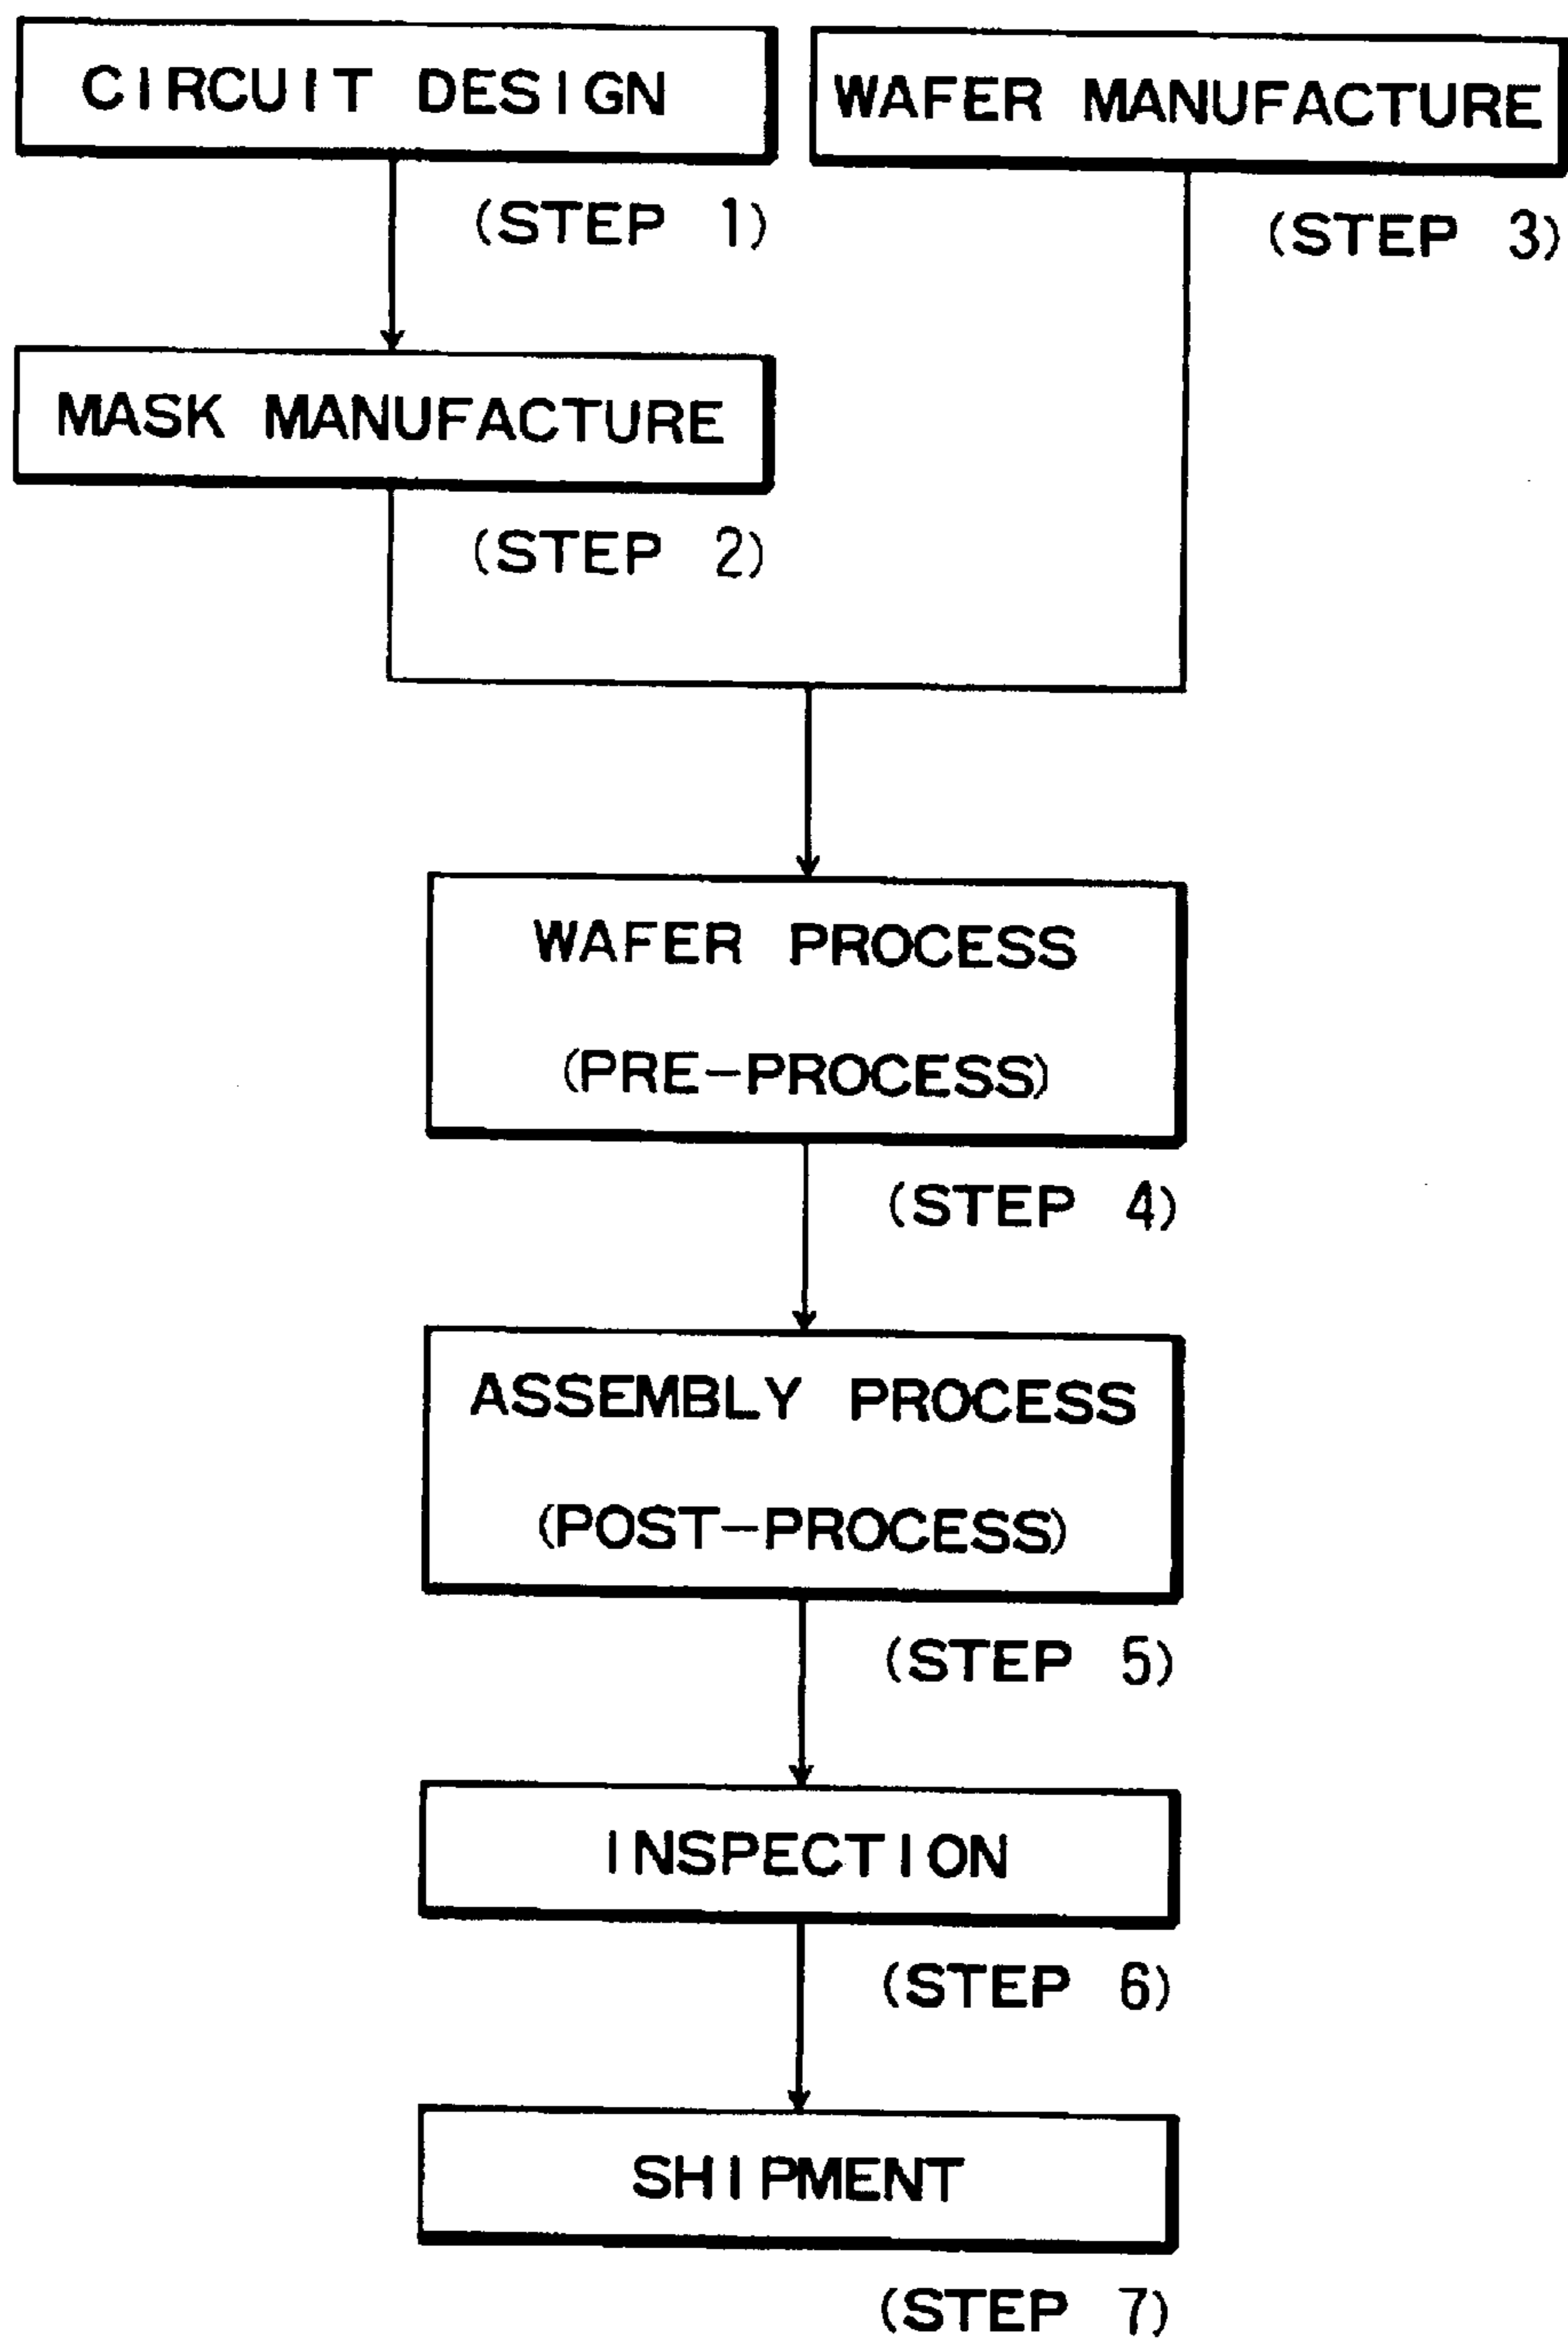 CIRCUIT DESIGN
(STEP 1)
WAFER MANUFACTURE
(STEP 3)
MASK MANUFACTURE
(STEP 2)
WAFER PROCESS
(PRE-PROCESS)
(STEP 4)
ASSEMBLY PROCESS
(POST-PROCESS)
(STEP 5)
INSPECTION
(STEP 6)
SHIPMENT
(STEP 7)